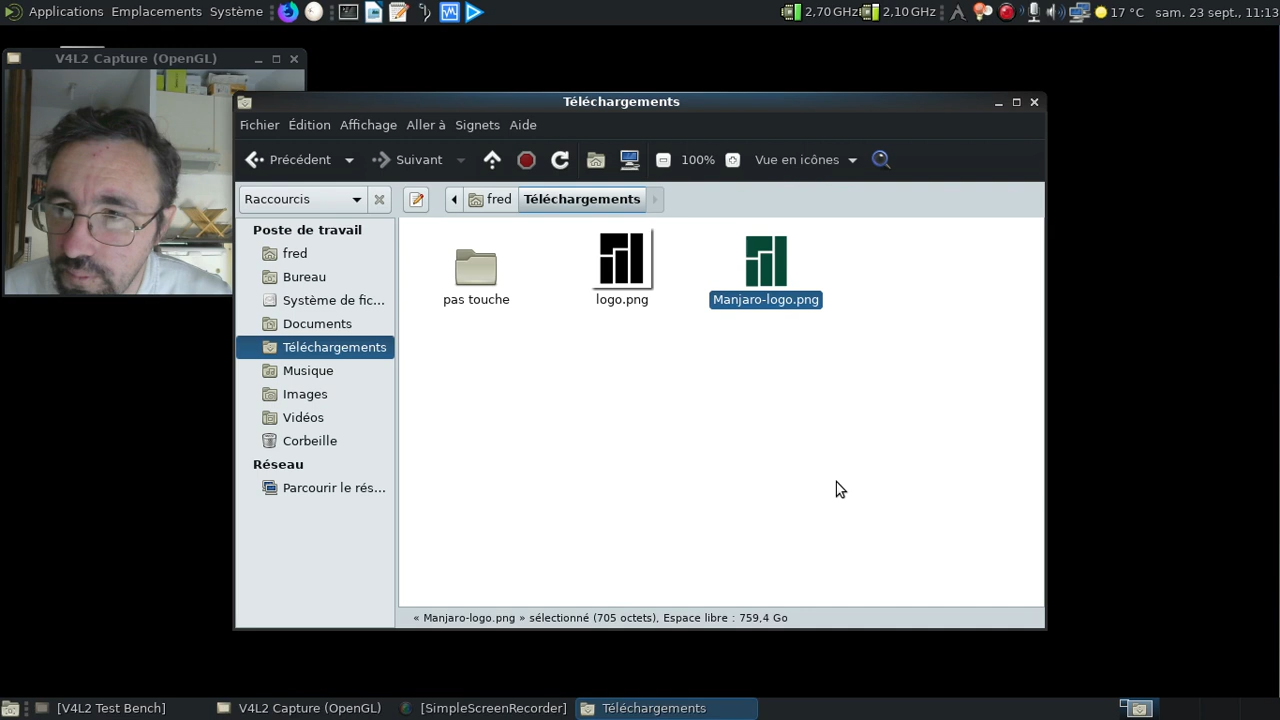 Applications Emplacements Système
2,70 GHz 2,10 GHz 17 °C sam. 23 sept., 11:13
V4L2 Capture (OpenGL)
Téléchargements
Fichier Édition Affichage Aller à Signets Aide
Précédent Suivant 100% Vue en icônes
Raccourcis fred Téléchargements
Poste de travail
fred
Bureau
Système de fic...
Documents
Téléchargements
Musique
Images
Vidéos
Corbeille
Réseau
Parcourir le rés...
pas touche logo.png Manjaro-logo.png
« Manjaro-logo.png » sélectionné (705 octets), Espace libre : 759,4 Go
[V4L2 Test Bench] V4L2 Capture (OpenGL) [SimpleScreenRecorder] Téléchargements